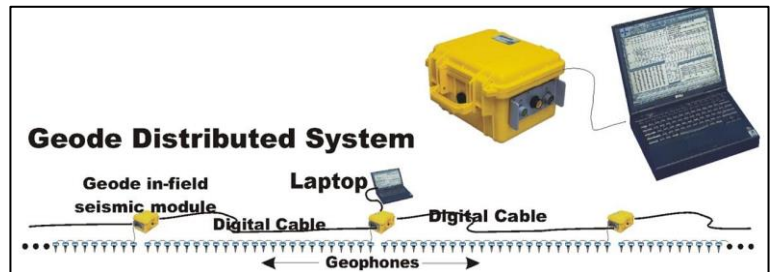 Geode Distributed System
Geode in-field
seismic module
Laptop
Digital Cable
Digital Cable
Geophones